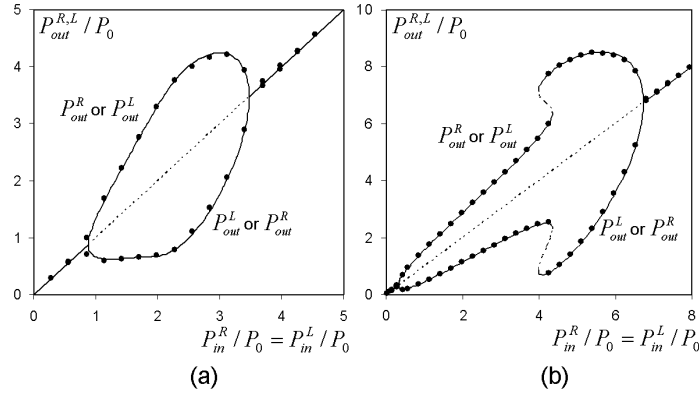 P_out^{R,L} / P_0
5
4
3
2
1
0
P_out^R or P_out^L
P_out^L or P_out^R
0 1 2 3 4 5
P_in^R / P_0 = P_in^L / P_0
(a)
P_out^{R,L} / P_0
10
8
6
4
2
0
P_out^R or P_out^L
P_out^L or P_out^R
0 2 4 6 8
P_in^R / P_0 = P_in^L / P_0
(b)